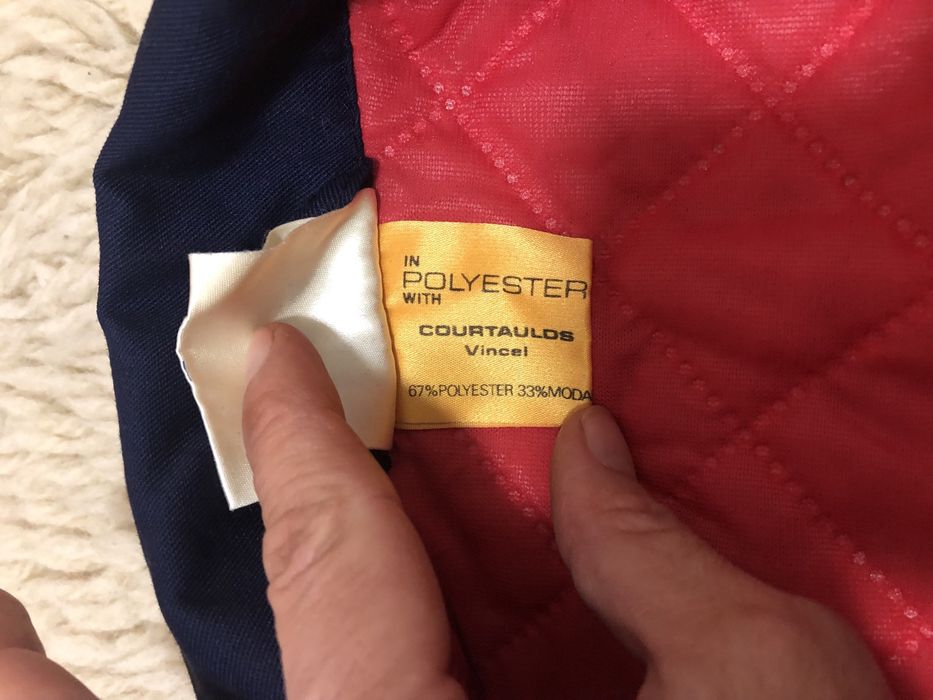 IN
POLYESTER
WITH
COURTAULDS
Vincel
67%POLYESTER 33%MODA